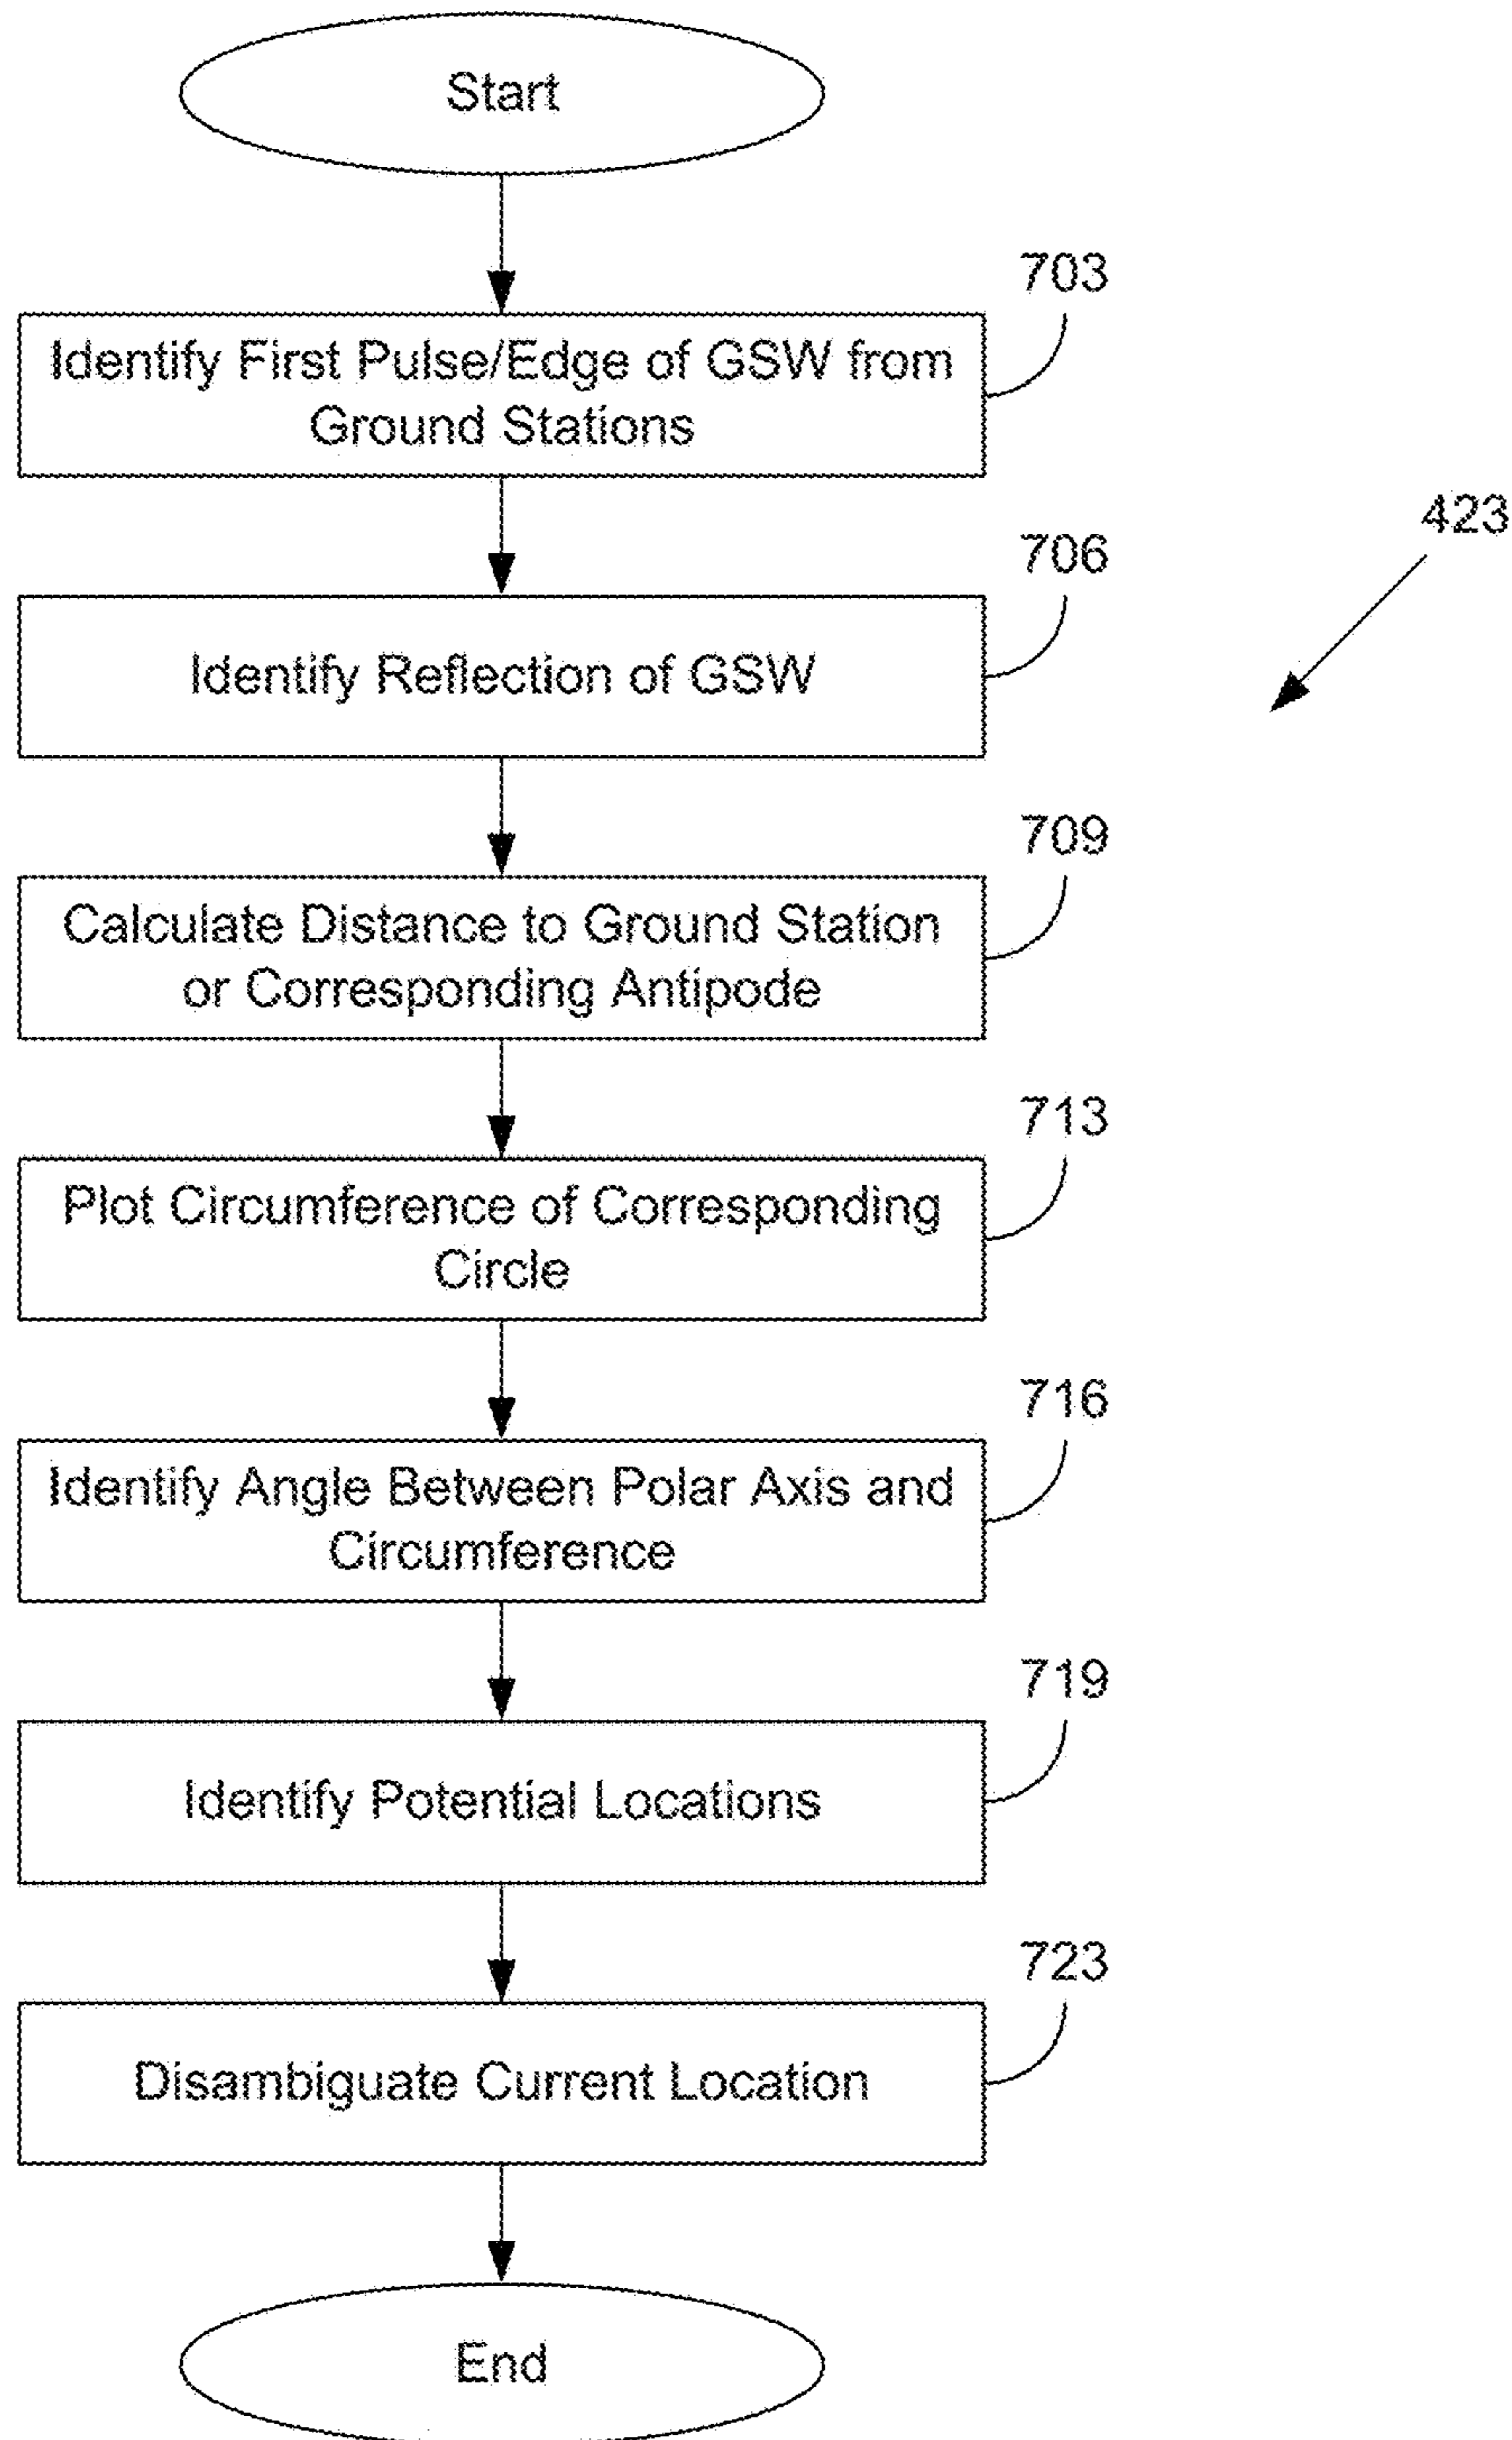 Start
703
Identify First Pulse/Edge of GSW from
Ground Stations
423
706
Identify Reflection of GSW
709
Calculate Distance to Ground Station
or Corresponding Antipode
713
Plot Circumference of Corresponding
Circle
716
Identify Angle Between Polar Axis and
Circumference
719
Identify Potential Locations
723
Disambiguate Current Location
End